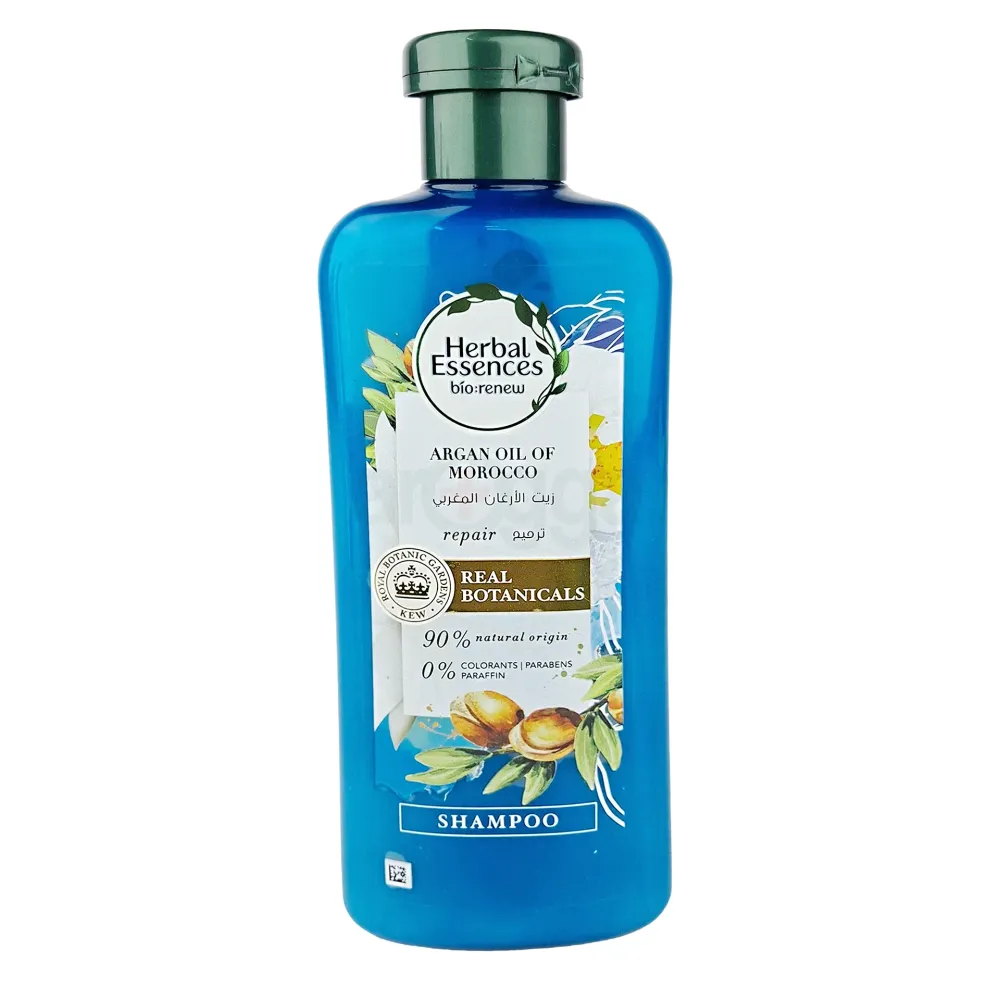 Herbal
Essences
bio:renew
ARGAN OIL OF
MOROCCO
زيت الأرغان المغربي
repair ترميم
ROYAL BOTANIC GARDENS
· KEW ·
REAL
BOTANICALS
90% natural origin
0% COLORANTS | PARABENS
PARAFFIN
SHAMPOO